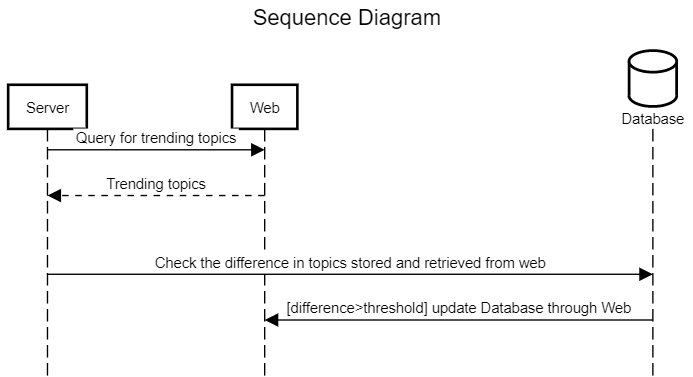 Sequence Diagram
Server
Web
Database
Query for trending topics
Trending topics
Check the difference in topics stored and retrieved from web
[difference>threshold] update Database through Web